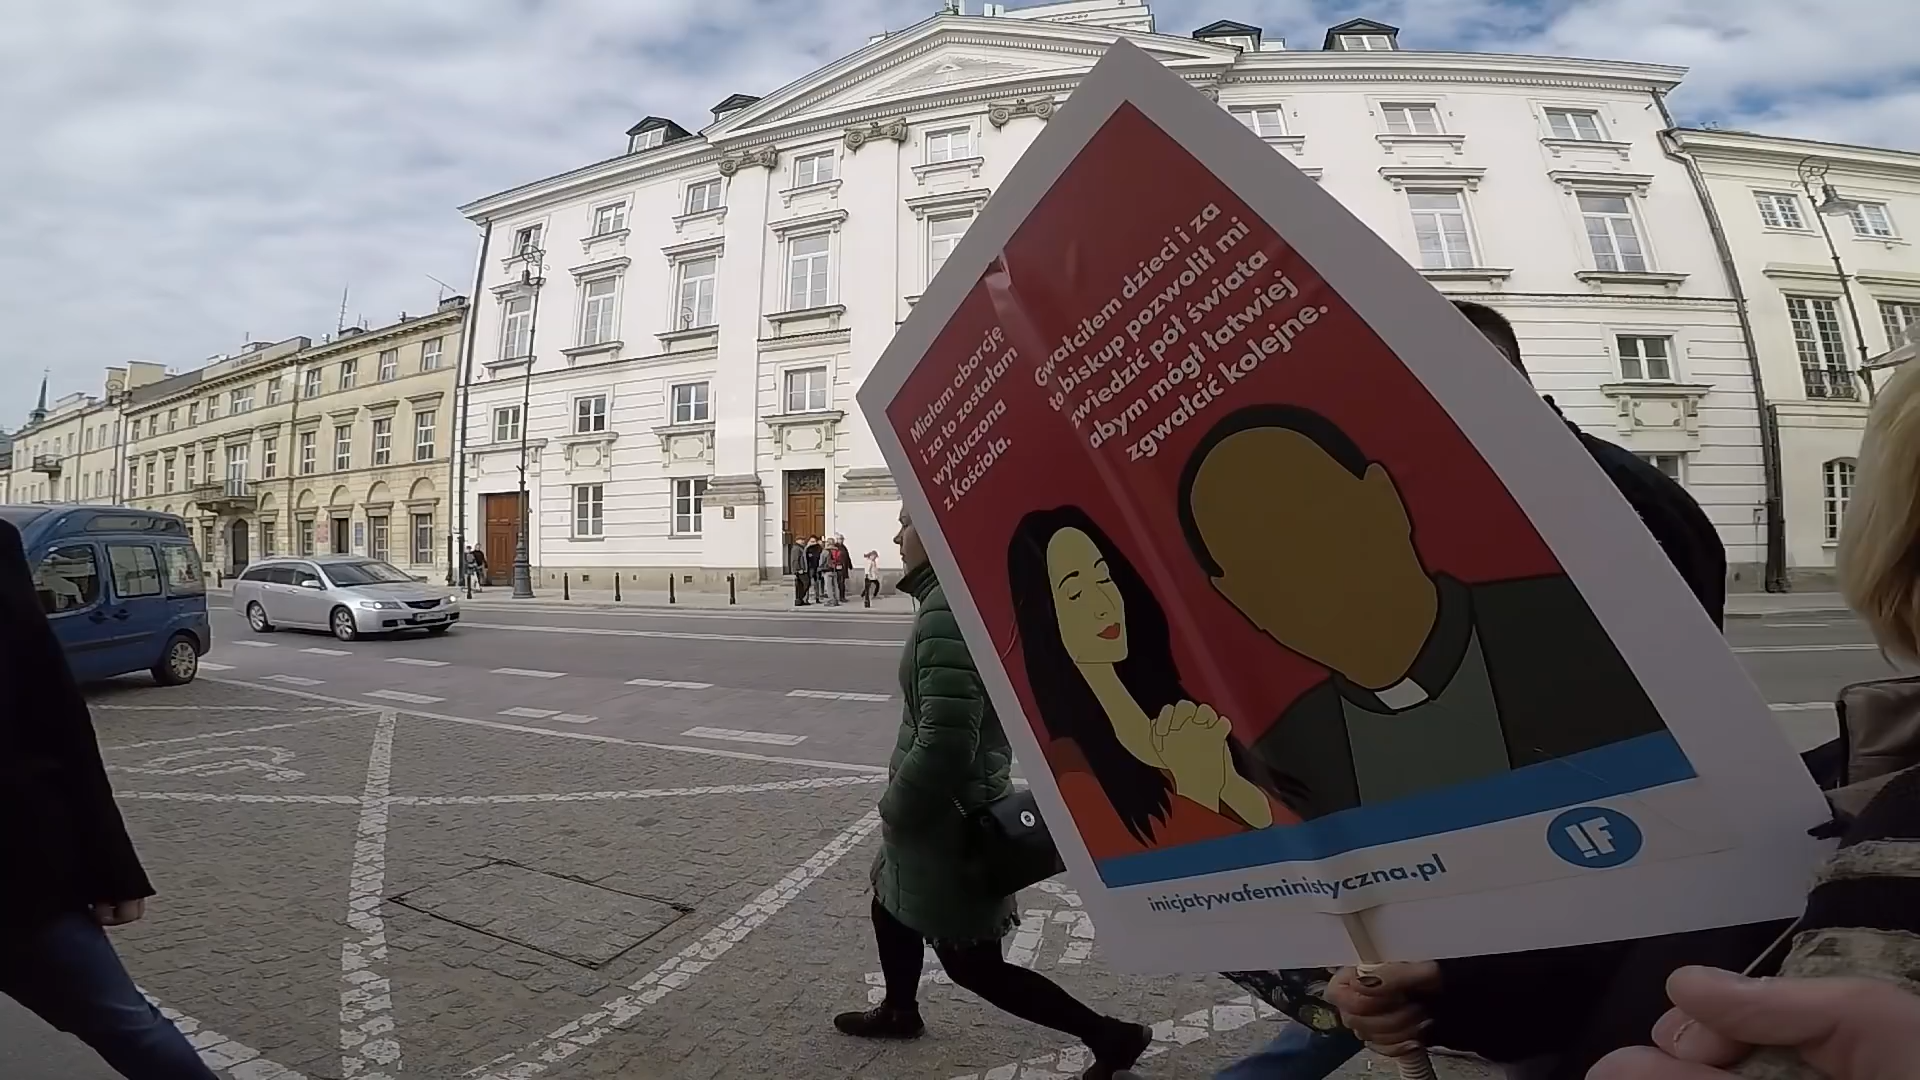 Miałam aborcję
i za to zostałam
wykluczona
z Kościoła.
Gwałciłem dzieci i za
to biskup pozwolił mi
zwiedzić pół świata
abym mógł łatwiej
zgwałcić kolejne.
inicjatywafeministyczna.pl
!F